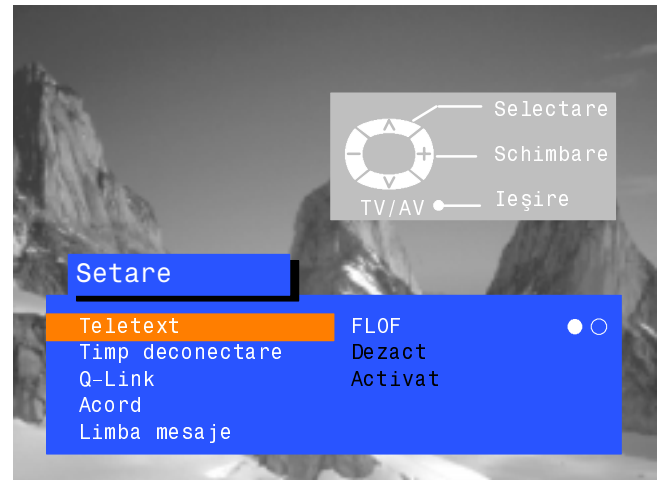 Selectare
Schimbare
TV/AV Ieşire
Setare
Teletext FLOF
Timp deconectare Dezact
Q-Link Activat
Acord
Limba mesaje